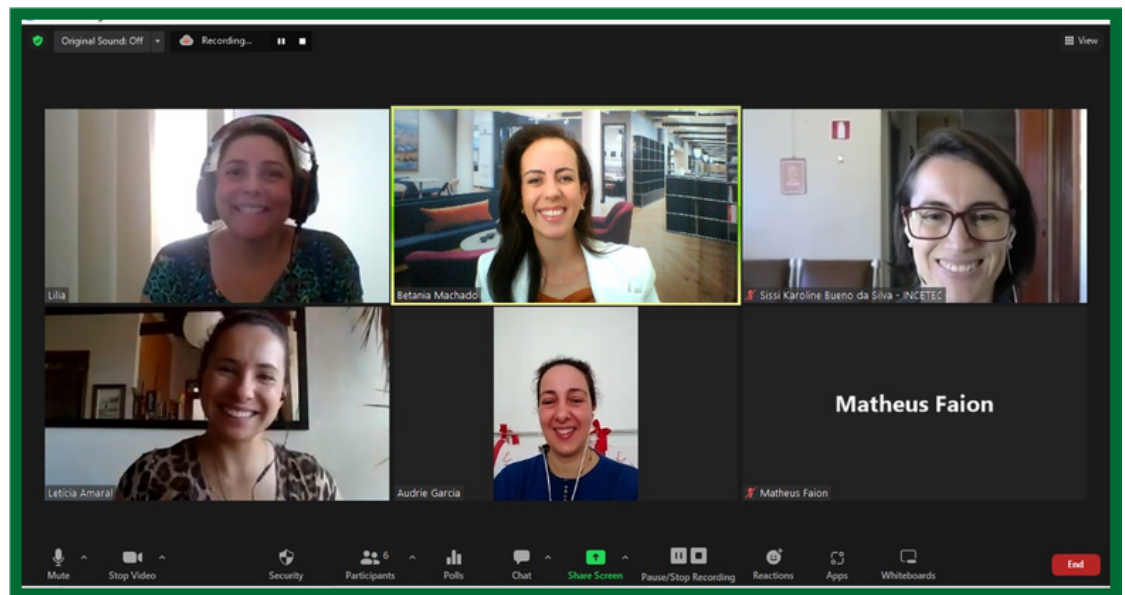 Original Sound: Off
Recording...
View
Lilia
Betania Machado
Sissi Karoline Bueno da Silva - INCETEC
Letícia Amaral
Audrie Garcia
Matheus Faion
Matheus Faion
Mute
Stop Video
Security
6
Participants
Polls
Chat
Share Screen
Pause/Stop Recording
Reactions
Apps
Whiteboards
End